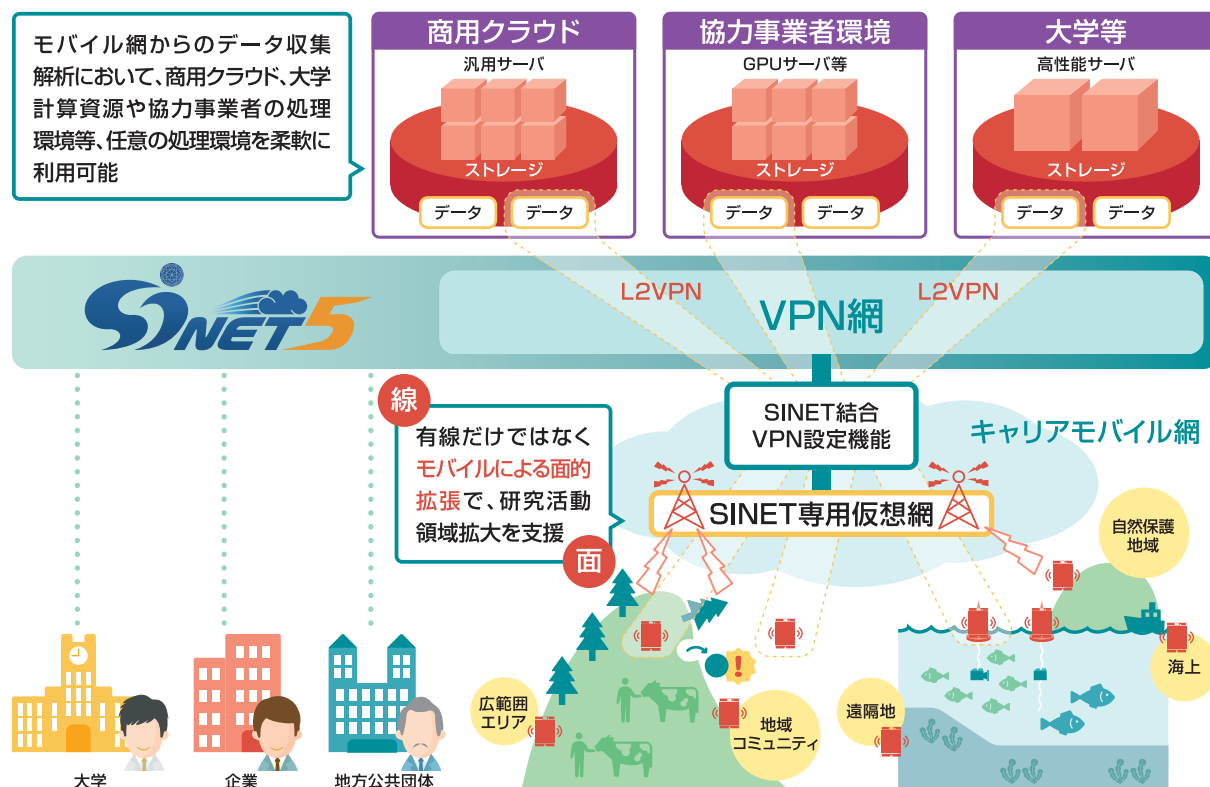 モバイル網からのデータ収集
解析において、商用クラウド、大学
計算資源や協力事業者の処理
環境等、任意の処理環境を柔軟に
利用可能
商用クラウド
汎用サーバ
ストレージ
データ
データ
協力事業者環境
GPUサーバ等
ストレージ
データ
データ
大学等
高性能サーバ
ストレージ
データ
データ
SINET5
L2VPN
VPN網
L2VPN
線
有線だけではなく
モバイルによる面的
拡張で、研究活動
領域拡大を支援
面
SINET結合
VPN設定機能
キャリアモバイル網
SINET専用仮想網
自然保護
地域
海上
広範囲
エリア
地域
コミュニティ
遠隔地
大学
企業
地方公共団体